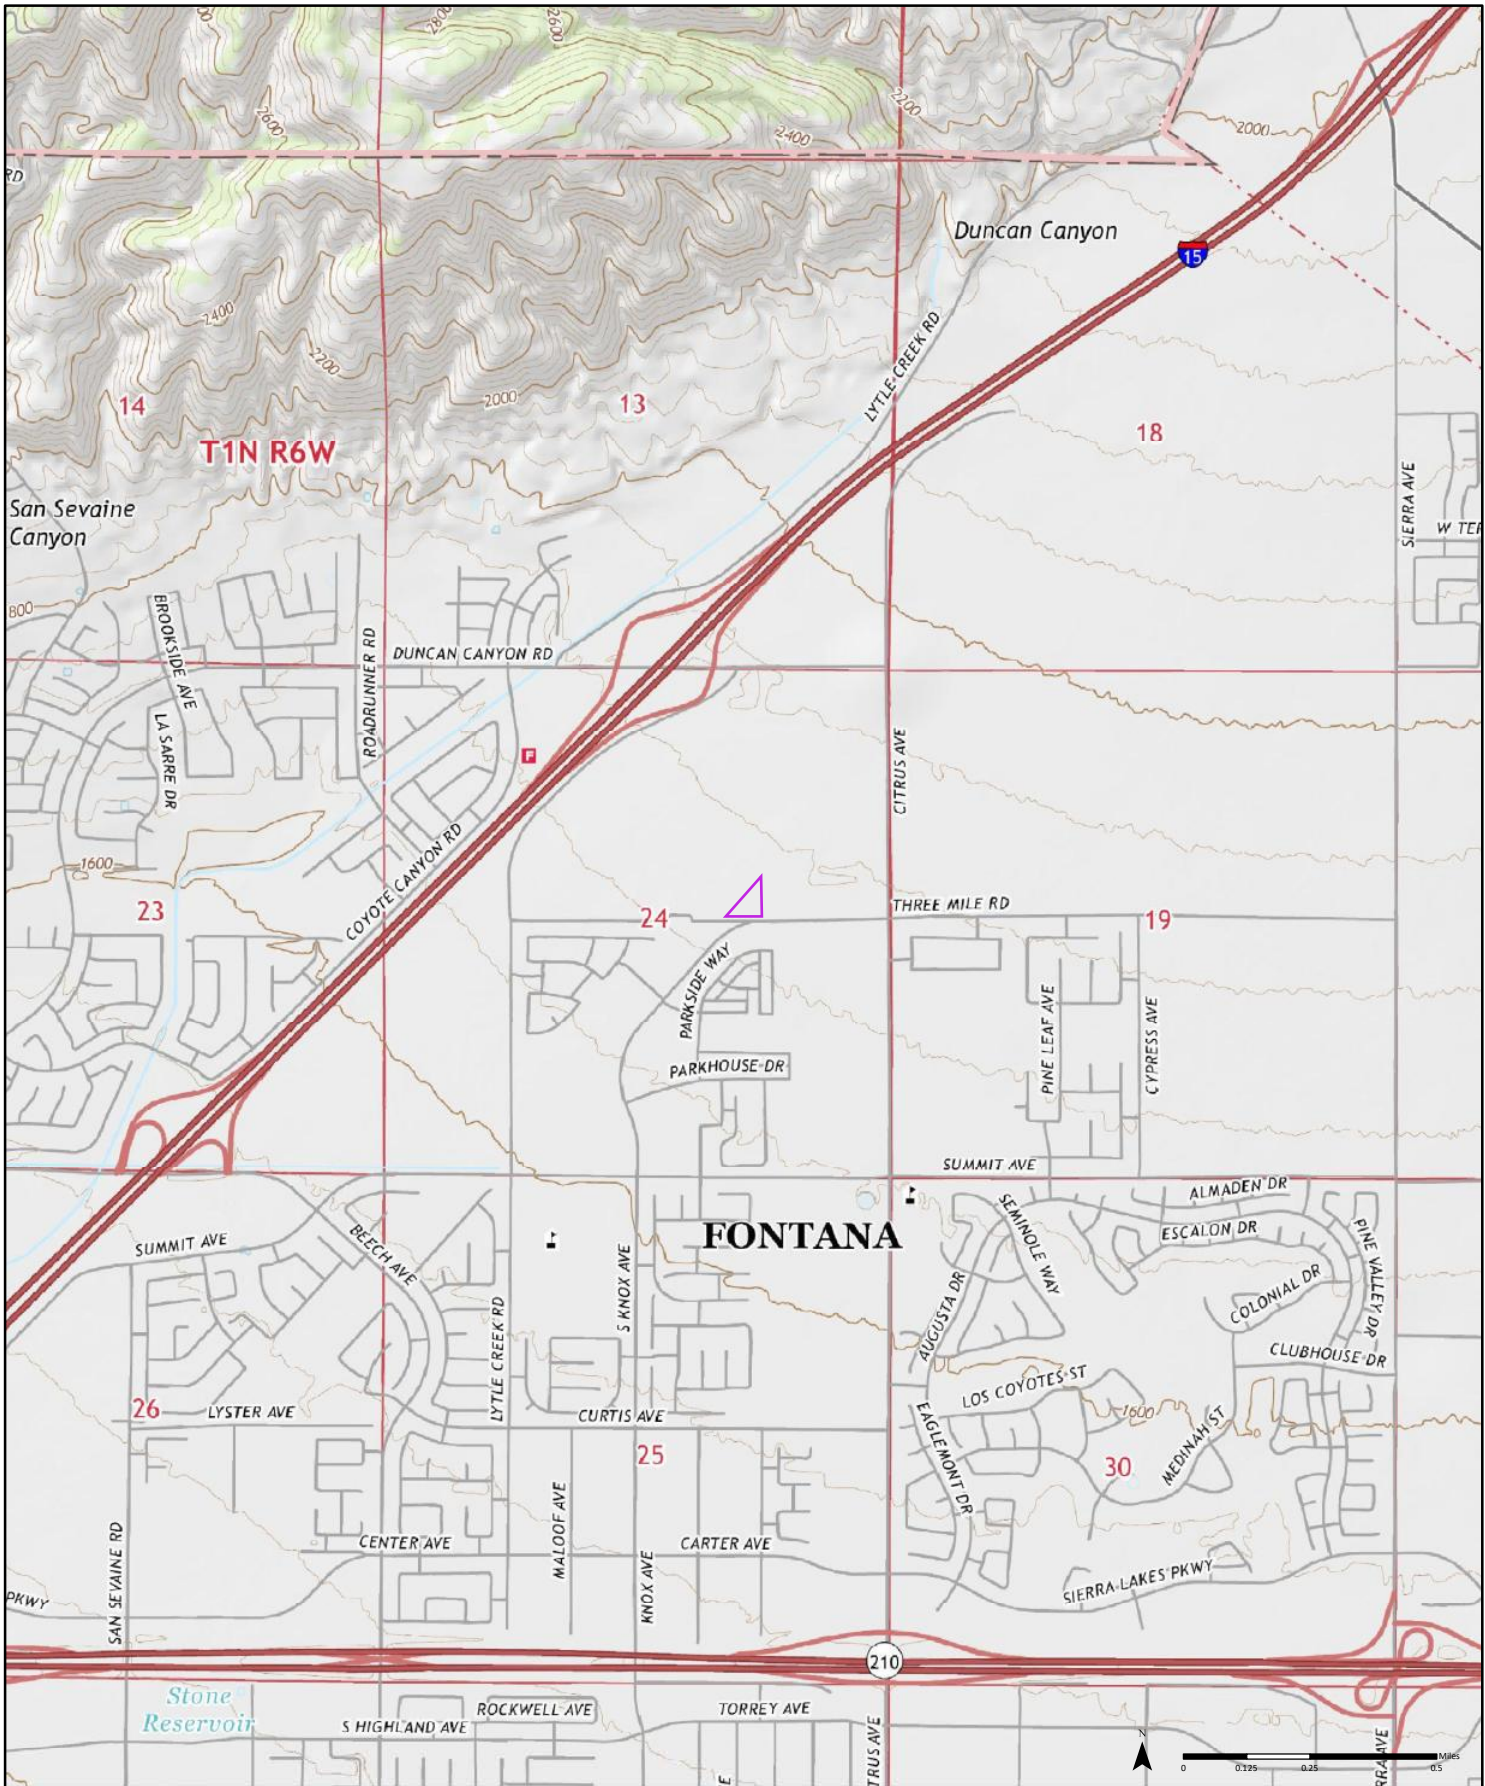 2800
2600
2600
2200
2400
2000
RD
Duncan Canyon
15
2400
2200
LYTLE CREEK RD
2000
14
13
18
T1N R6W
San Sevaine
Canyon
SIERRA AVE
W TER
800
BROOKSIDE AVE
ROADRUNNER RD
DUNCAN CANYON RD
LA SARRE DR
F
CITRUS AVE
COYOTE CANYON RD
1600
23
24
THREE MILE RD
19
PARKSIDE WAY
PINE LEAF AVE
CYPRESS AVE
PARKHOUSE DR
SUMMIT AVE
ALMADEN DR
SEMINOLE WAY
ESCALON DR
PINE VALLEY DR
FONTANA
SUMMIT AVE
BEECH AVE
S KNOX AVE
LYTLE CREEK RD
AUGUSTA DR
COLONIAL DR
CLUBHOUSE DR
LOS COYOTES ST
1600
26
LYSTER AVE
CURTIS AVE
EAGLEMONT DR
MEDINAH ST
25
30
MALOOF AVE
CENTER AVE
CARTER AVE
SAN SEVAINE RD
KNOX AVE
SIERRA LAKES PKWY
PKWY
210
Stone
Reservoir
ROCKWELL AVE
TORREY AVE
S HIGHLAND AVE
TRUS AVE
RRA AVE
E
N
Miles
0 0.125 0.25 0.5